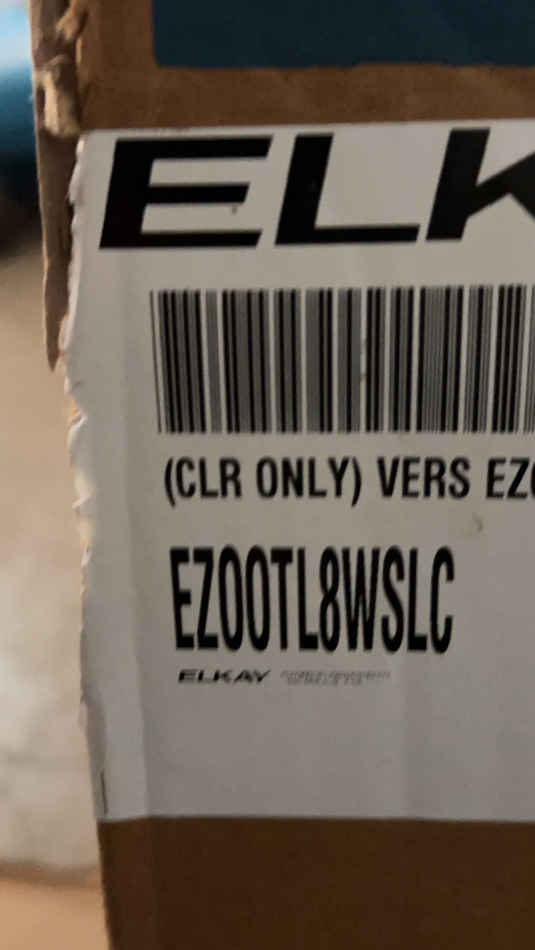 ELK
(CLR ONLY) VERS EZ
EZOOTL8WSLC
ELKAY